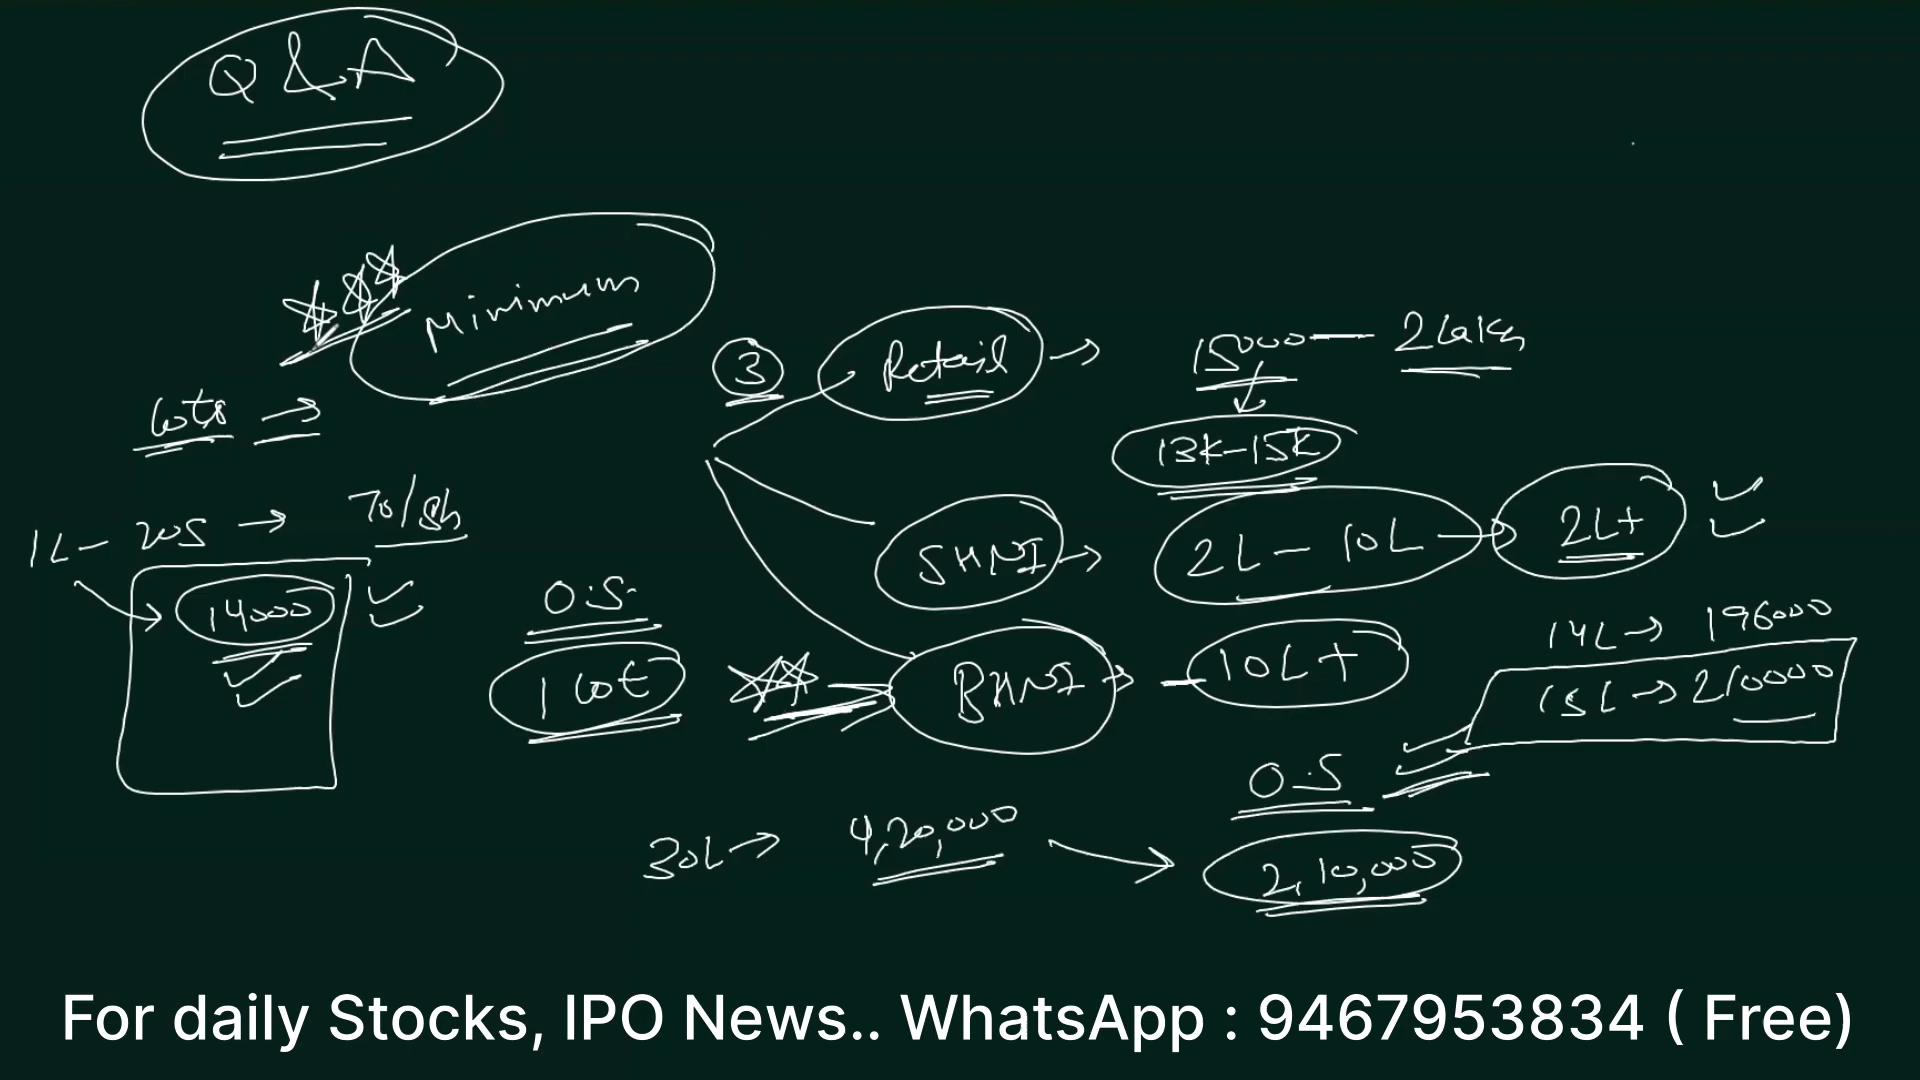 Q & A
Minimum
lots →
③ Retail → 15000 — 2 Lakh
13K-15K
1L - 205 → 70/sh
14000
SHNI → 2L - 10L → 2L+
O.S.
1 lot
BHNI → 10L+
14L → 196000
15L → 210000
O.S
30L → 4,20,000 → 2,10,000
For daily Stocks, IPO News.. WhatsApp : 9467953834 ( Free)